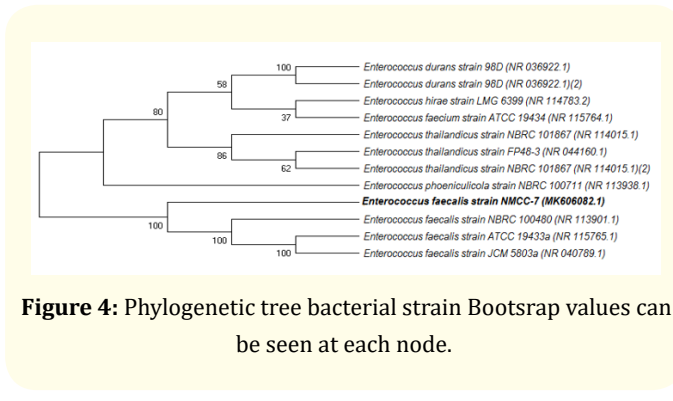 100
Enterococcus durans strain 98D (NR 036922.1)
58
Enterococcus durans strain 98D (NR 036922.1)(2)
Enterococcus hirae strain LMG 6399 (NR 114783.2)
80
37
Enterococcus faecium strain ATCC 19434 (NR 115764.1)
Enterococcus thailandicus strain NBRC 101867 (NR 114015.1)
86
Enterococcus thailandicus strain FP48-3 (NR 044160.1)
62
Enterococcus thailandicus strain NBRC 101867 (NR 114015.1)(2)
Enterococcus phoeniculicola strain NBRC 100711 (NR 113938.1)
Enterococcus faecalis strain NMCC-7 (MK606082.1)
100
Enterococcus faecalis strain NBRC 100480 (NR 113901.1)
100
Enterococcus faecalis strain ATCC 19433a (NR 115765.1)
100
Enterococcus faecalis strain JCM 5803a (NR 040789.1)
Figure 4: Phylogenetic tree bacterial strain Bootsrap values can
be seen at each node.